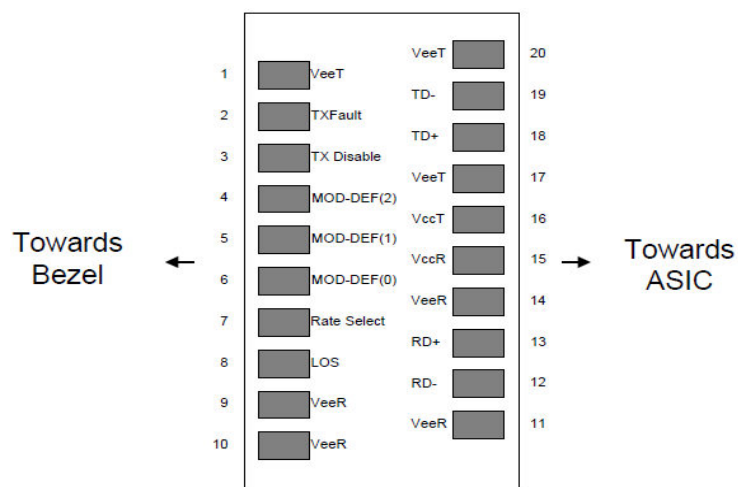 1 VeeT
2 TXFault
3 TX Disable
4 MOD-DEF(2)
5 MOD-DEF(1)
6 MOD-DEF(0)
7 Rate Select
8 LOS
9 VeeR
10 VeeR
VeeT 20
TD- 19
TD+ 18
VeeT 17
VccT 16
VccR 15
VeeR 14
RD+ 13
RD- 12
VeeR 11
Towards
Bezel
Towards
ASIC